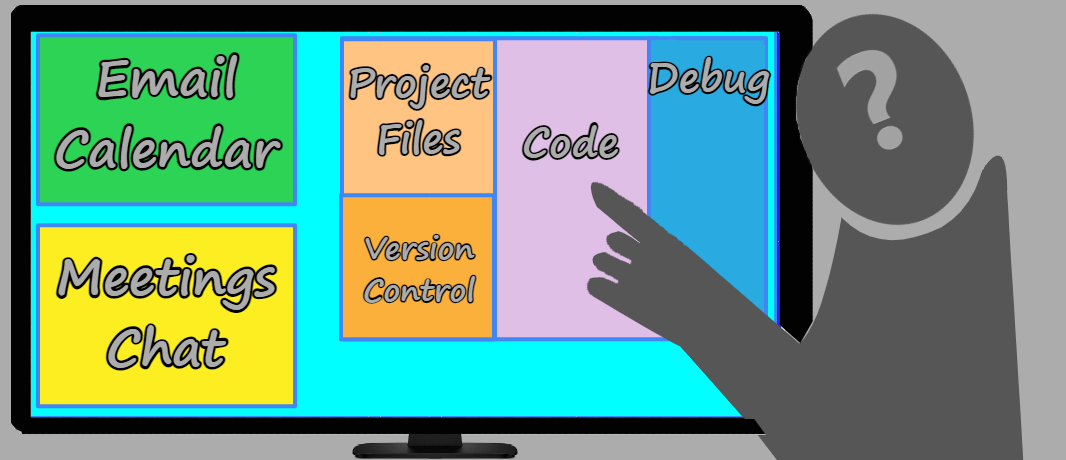 Email
Calendar
Meetings
Chat
Project
Files
Version
Control
Code
Debug
?